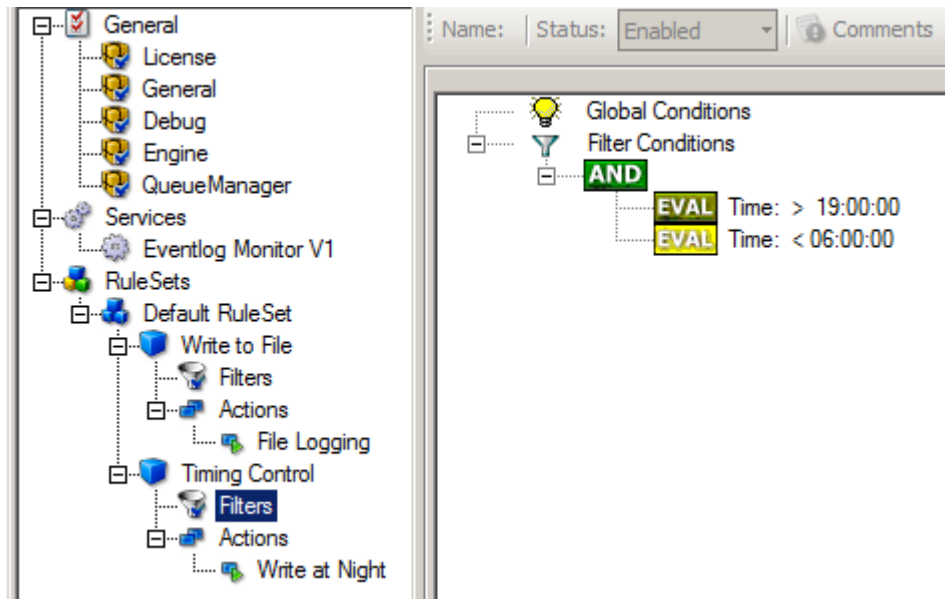 General
License
General
Debug
Engine
QueueManager
Services
Eventlog Monitor V1
RuleSets
Default RuleSet
Write to File
Filters
Actions
File Logging
Timing Control
Filters
Actions
Write at Night
Name: Status: Enabled Comments
Global Conditions
Filter Conditions
AND
EVAL Time: > 19:00:00
EVAL Time: < 06:00:00